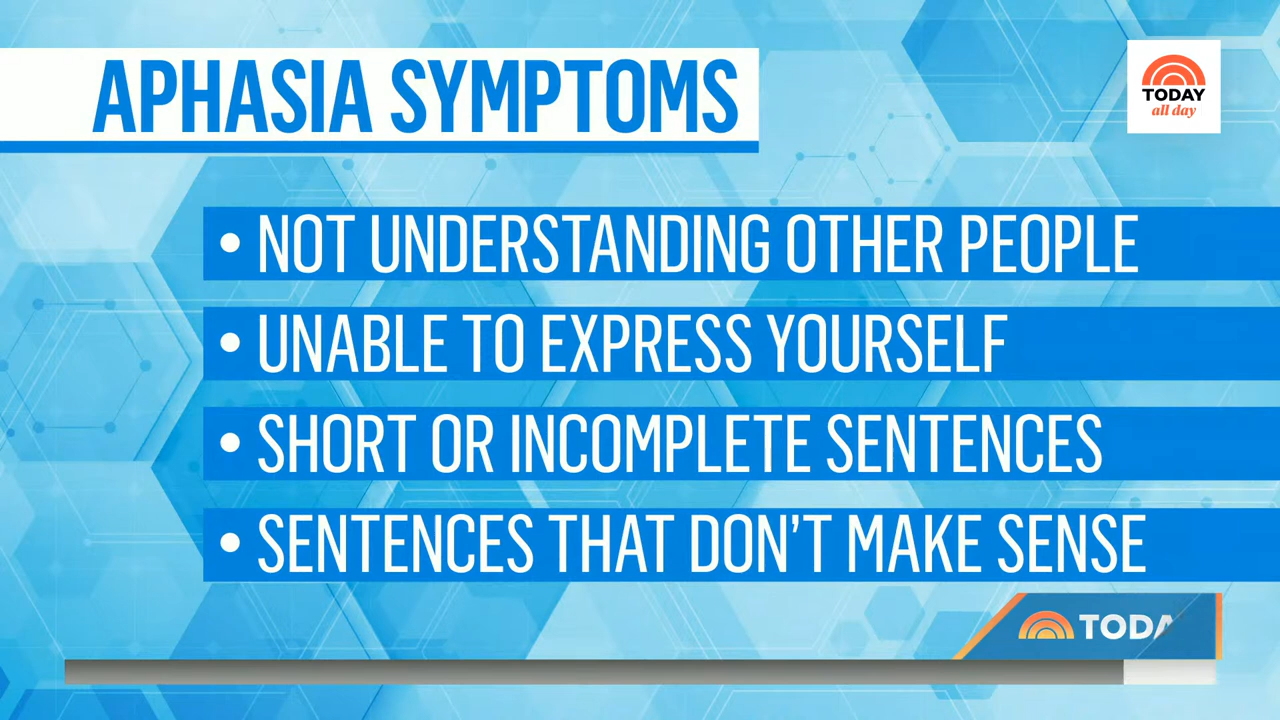 APHASIA SYMPTOMS
TODAY
all day
• NOT UNDERSTANDING OTHER PEOPLE
• UNABLE TO EXPRESS YOURSELF
• SHORT OR INCOMPLETE SENTENCES
• SENTENCES THAT DON'T MAKE SENSE
TODA